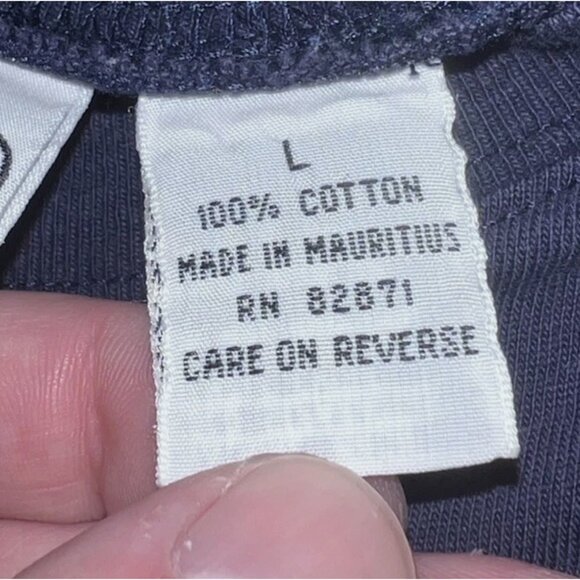 L
100% COTTON
MADE IN MAURITIUS
RN 82871
CARE ON REVERSE